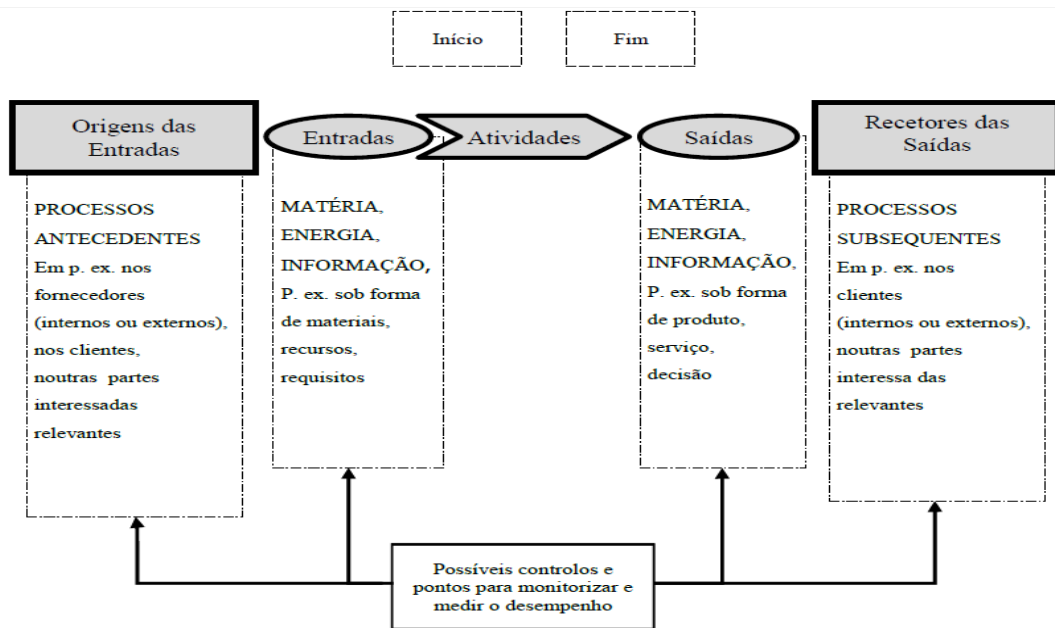 Início
Fim
Origens das
Entradas
Entradas
Atividades
Saídas
Recetores das
Saídas
PROCESSOS
ANTECEDENTES
Em p. ex. nos
fornecedores
(internos ou externos),
nos clientes,
noutras partes
interessadas
relevantes
MATÉRIA,
ENERGIA,
INFORMAÇÃO,
P. ex. sob forma
de materiais,
recursos,
requisitos
MATÉRIA,
ENERGIA,
INFORMAÇÃO,
P. ex. sob forma
de produto,
serviço,
decisão
PROCESSOS
SUBSEQUENTES
Em p. ex. nos
clientes
(internos ou externos),
noutras partes
interessa das
relevantes
Possíveis controlos e
pontos para monitorizar e
medir o desempenho